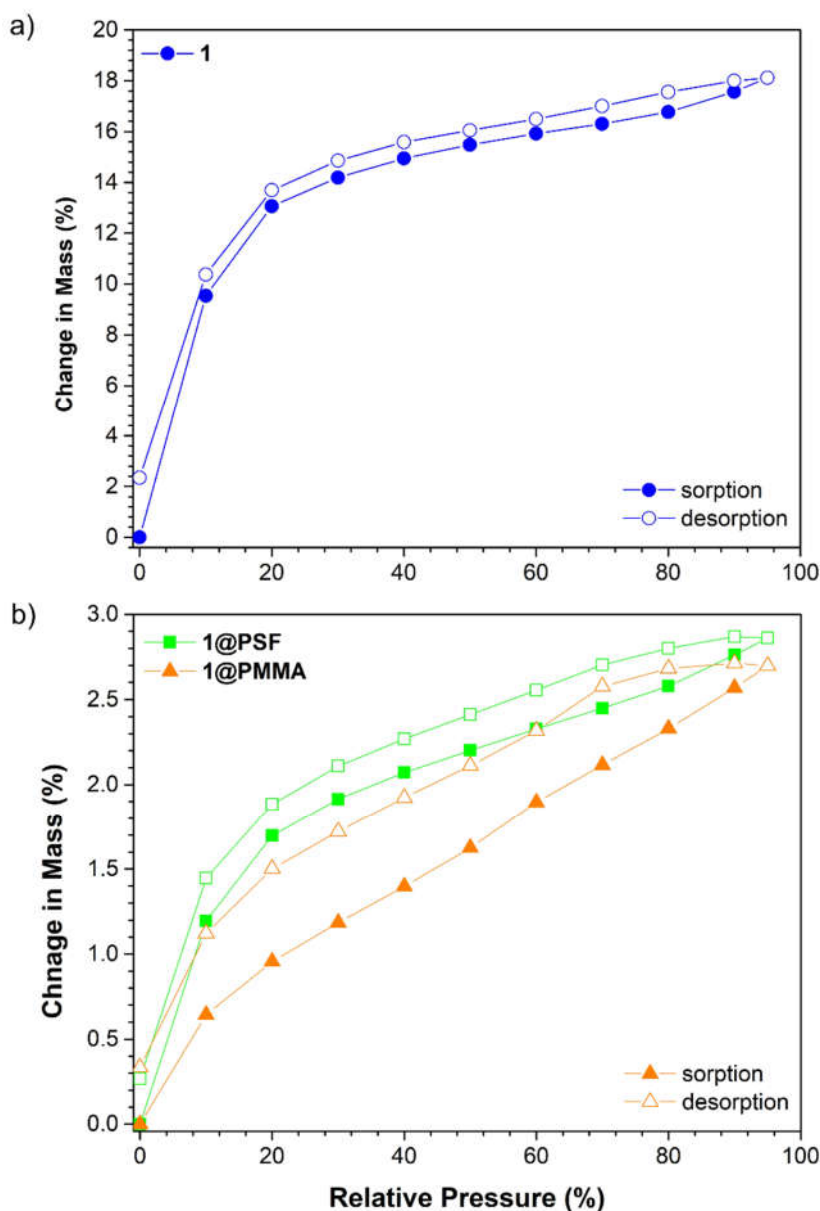 a)
20
18
16
14
12
10
8
6
4
2
0
Change in Mass (%)
1
sorption
desorption
0 20 40 60 80 100
b)
3.0
2.5
2.0
1.5
1.0
0.5
0.0
Chnage in Mass (%)
1@PSF
1@PMMA
sorption
desorption
0 20 40 60 80 100
Relative Pressure (%)